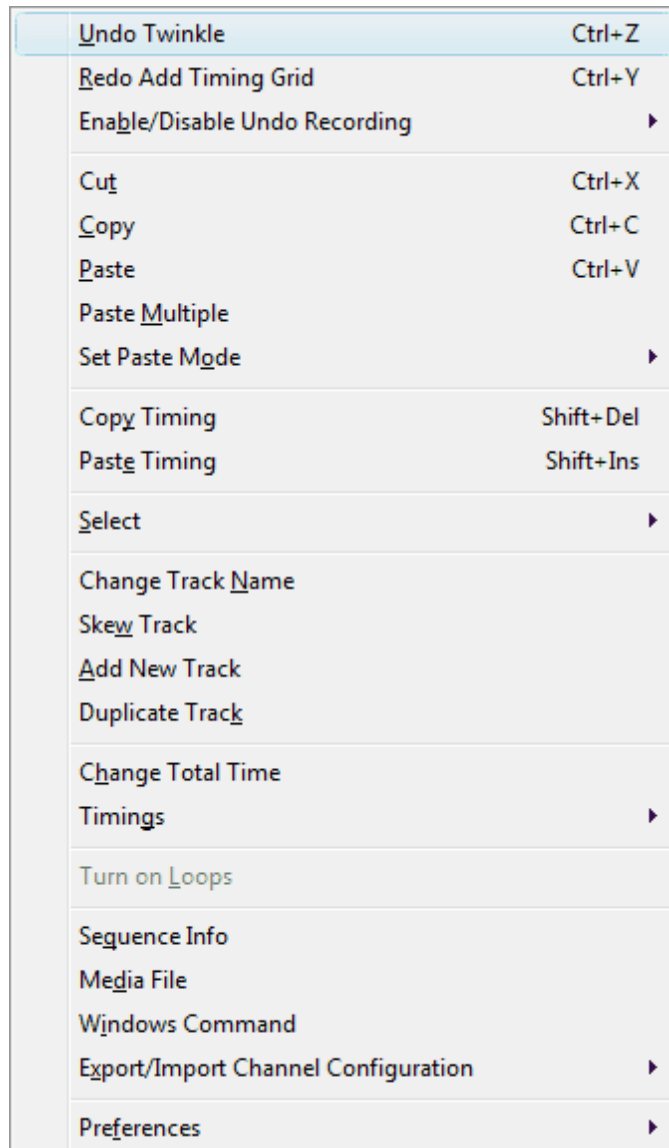 Undo Twinkle Ctrl+Z
Redo Add Timing Grid Ctrl+Y
Enable/Disable Undo Recording
Cut Ctrl+X
Copy Ctrl+C
Paste Ctrl+V
Paste Multiple
Set Paste Mode
Copy Timing Shift+Del
Paste Timing Shift+Ins
Select
Change Track Name
Skew Track
Add New Track
Duplicate Track
Change Total Time
Timings
Turn on Loops
Sequence Info
Media File
Windows Command
Export/Import Channel Configuration
Preferences